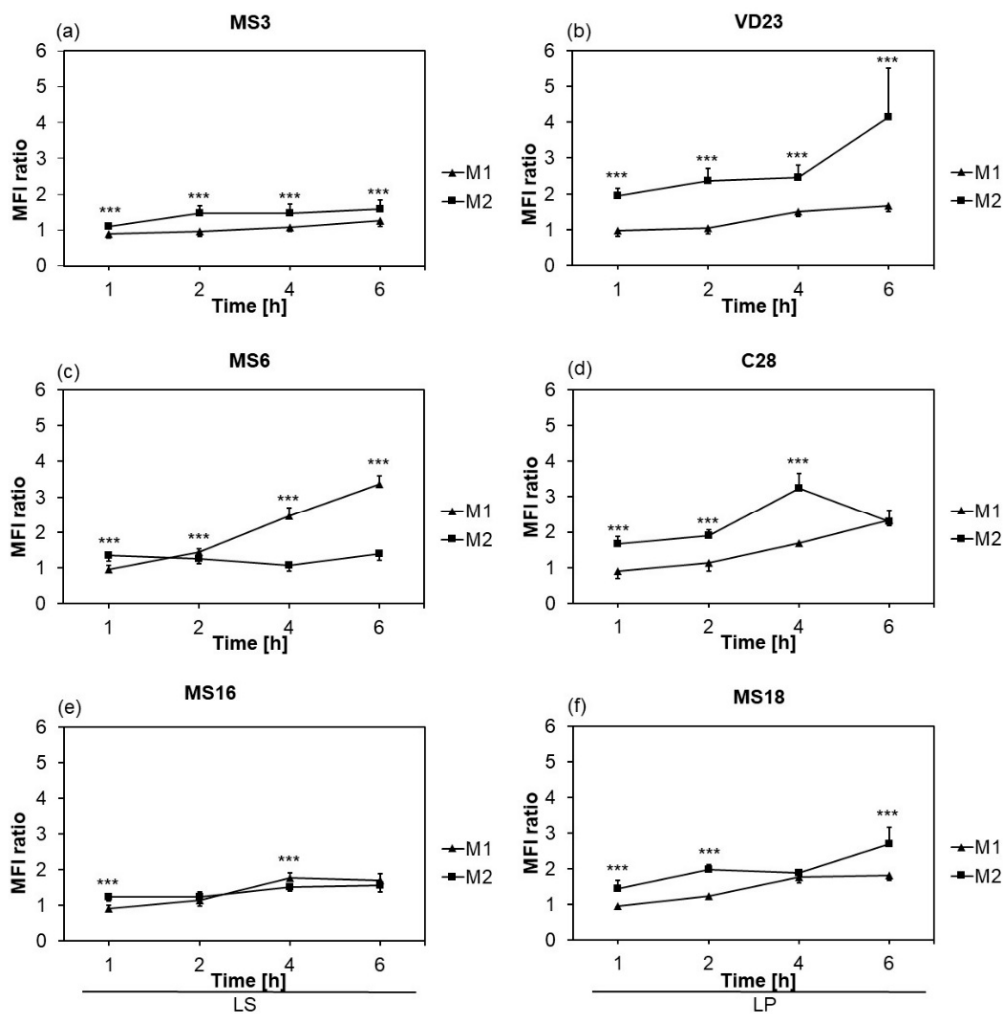 (a)
MS3
6
5
4
3
2
1
0
MFI ratio
***
***
***
***
M1
M2
1 2 4 6
Time [h]
(b)
VD23
6
5
4
3
2
1
0
MFI ratio
***
***
***
***
M1
M2
1 2 4 6
Time [h]
(c)
MS6
6
5
4
3
2
1
0
MFI ratio
***
***
***
***
M1
M2
1 2 4 6
Time [h]
(d)
C28
6
5
4
3
2
1
0
MFI ratio
***
***
***
M1
M2
1 2 4 6
Time [h]
(e)
MS16
6
5
4
3
2
1
0
MFI ratio
***
***
M1
M2
1 2 4 6
Time [h]
LS
(f)
MS18
6
5
4
3
2
1
0
MFI ratio
***
***
***
M1
M2
1 2 4 6
Time [h]
LP